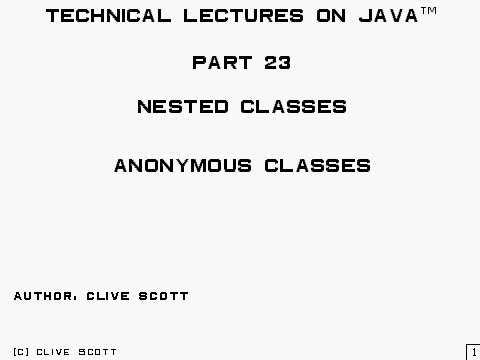 TECHNICAL LECTURES ON JAVA™
PART 23
NESTED CLASSES
ANONYMOUS CLASSES
AUTHOR: CLIVE SCOTT
(C) CLIVE SCOTT
1